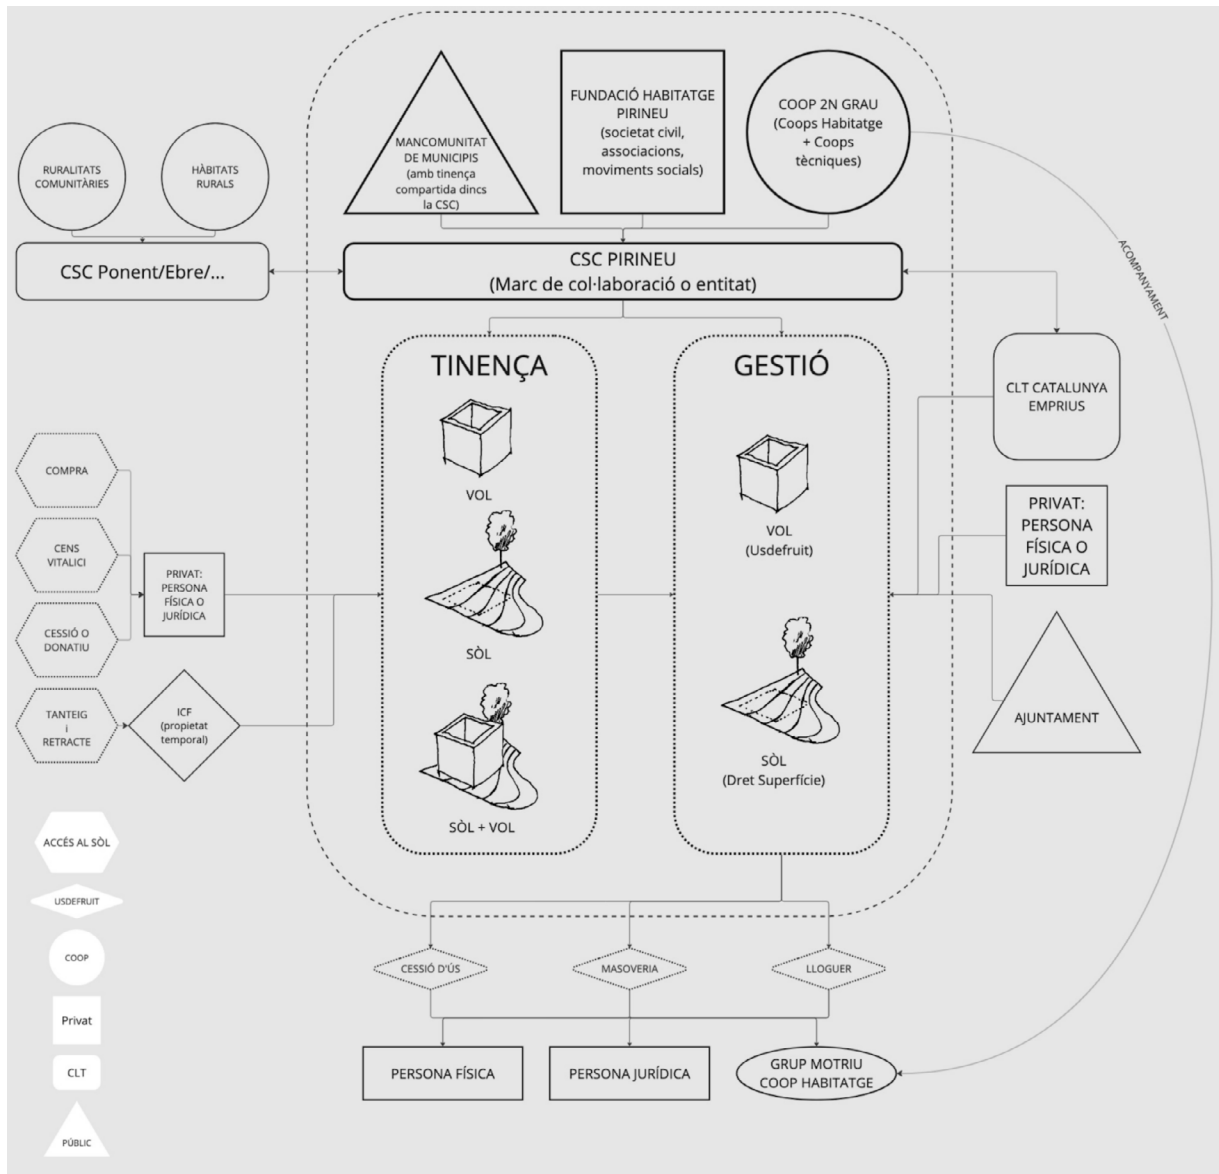 MANCOMUNITAT
DE MUNICIPIS
(amb tinença
compartida dincs
la CSC)
FUNDACIÓ HABITATGE
PIRINEU
(societat civil,
associacions,
moviments socials)
COOP 2N GRAU
(Coops Habitatge
+ Coops
tècniques)
RURALITATS
COMUNITÀRIES
HÀBITATS
RURALS
CSC Ponent/Ebre/...
CSC PIRINEU
(Marc de col·laboració o entitat)
ACOMPANYAMENT
CLT CATALUNYA
EMPRIUS
TINENÇA
VOL
SÒL
SÒL + VOL
GESTIÓ
VOL
(Usdefruit)
SÒL
(Dret Superfície)
COMPRA
CENS
VITALICI
CESSIÓ O
DONATIU
TANTEIG
i
RETRACTE
PRIVAT:
PERSONA
FÍSICA O
JURÍDICA
ICF
(propietat
temporal)
PRIVAT:
PERSONA
FÍSICA O
JURÍDICA
AJUNTAMENT
CESSIÓ D'ÚS
MASOVERIA
LLOGUER
PERSONA FÍSICA
PERSONA JURÍDICA
GRUP MOTRIU
COOP HABITATGE
ACCÉS AL SÒL
USDEFRUIT
COOP
Privat
CLT
PÚBLIC